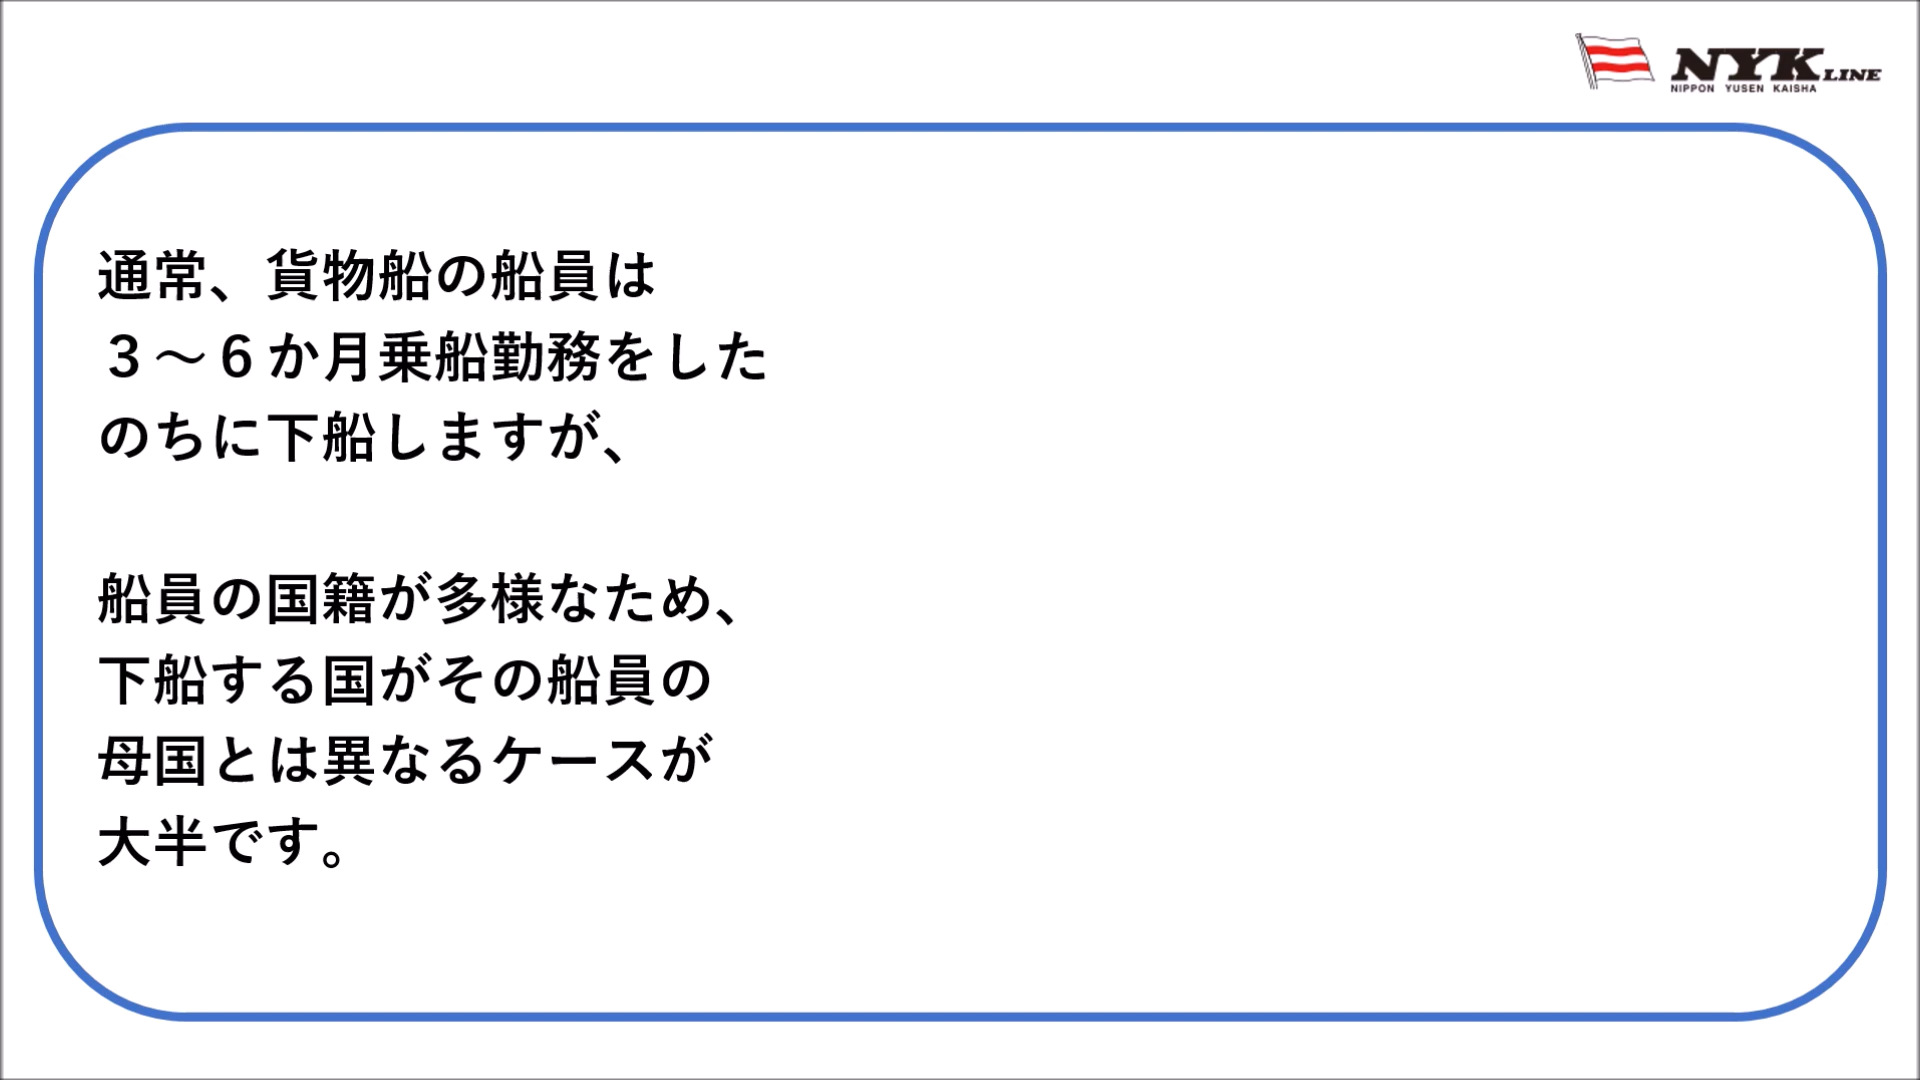 NYK LINE
NIPPON YUSEN KAISHA
通常、貨物船の船員は
３～６か月乗船勤務をした
のちに下船しますが、
船員の国籍が多様なため、
下船する国がその船員の
母国とは異なるケースが
大半です。